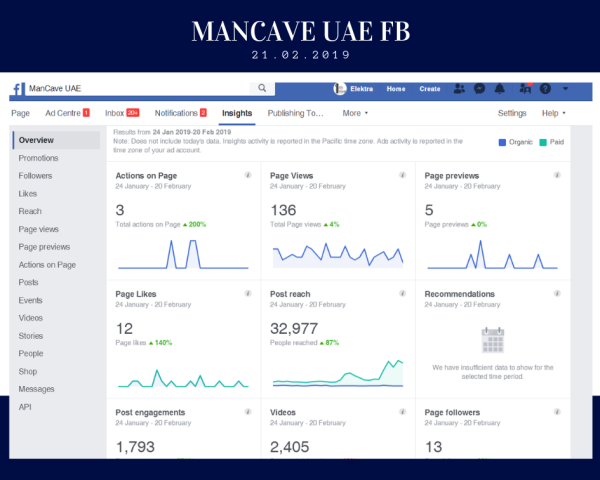 MANCAVE UAE FB
21.02.2019
ManCave UAE
Elektra Home Create
Page Ad Centre 1 Inbox 20+ Notifications 2 Insights Publishing To... More Settings Help
Overview
Promotions
Followers
Likes
Reach
Page views
Page previews
Actions on Page
Posts
Events
Videos
Stories
People
Shop
Messages
API
Results from 24 Jan 2019-20 Feb 2019
Note: Does not include today's data. Insights activity is reported in the Pacific time zone. Ads activity is reported in the
time zone of your ad account.
Organic Paid
Actions on Page
24 January - 20 February
3
Total actions on Page 200%
Page Views
24 January - 20 February
136
Total Page views 4%
Page previews
24 January - 20 February
5
Page previews 0%
Page Likes
24 January - 20 February
12
Page likes 140%
Post reach
24 January - 20 February
32,977
People reached 87%
Recommendations
24 January - 20 February
We have insufficient data to show for the
selected time period.
Post engagements
24 January - 20 February
1,793
Videos
24 January - 20 February
2,405
Page followers
24 January - 20 February
13